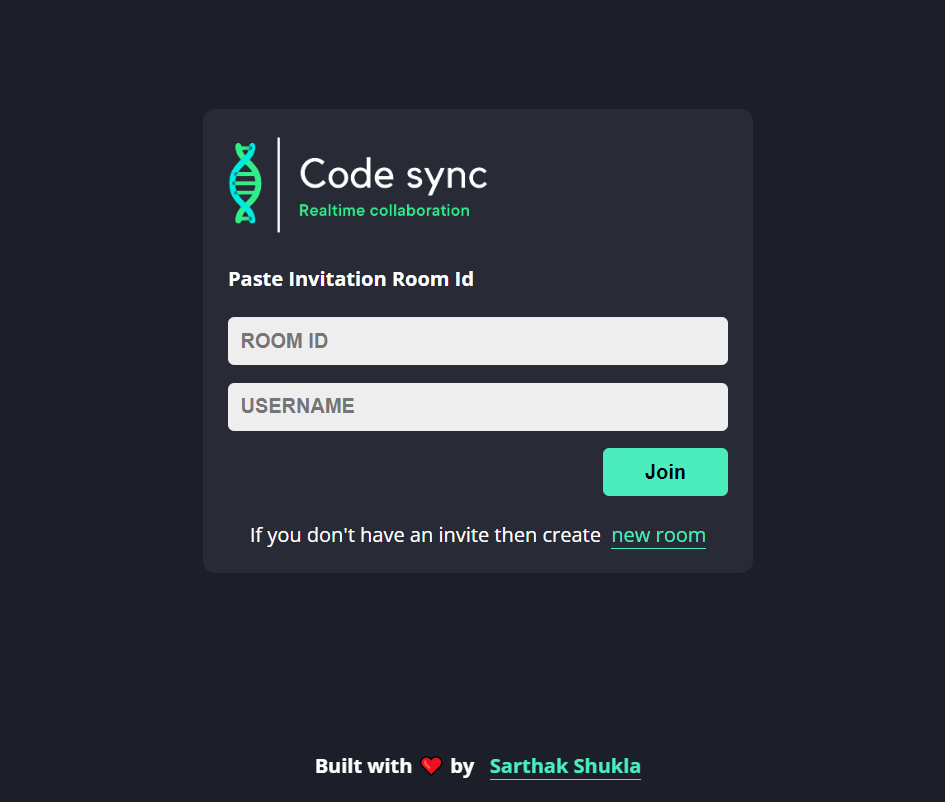 Code sync
Realtime collaboration
Paste Invitation Room Id
ROOM ID
USERNAME
Join
If you don't have an invite then create new room
Built with ❤ by Sarthak Shukla